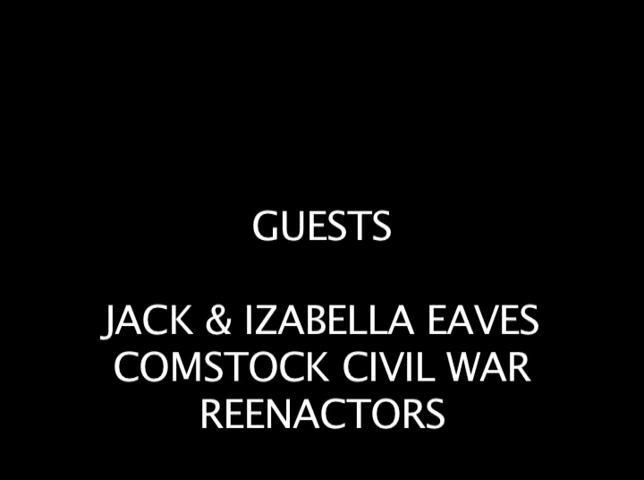 GUESTS
JACK & IZABELLA EAVES
COMSTOCK CIVIL WAR
REENACTORS